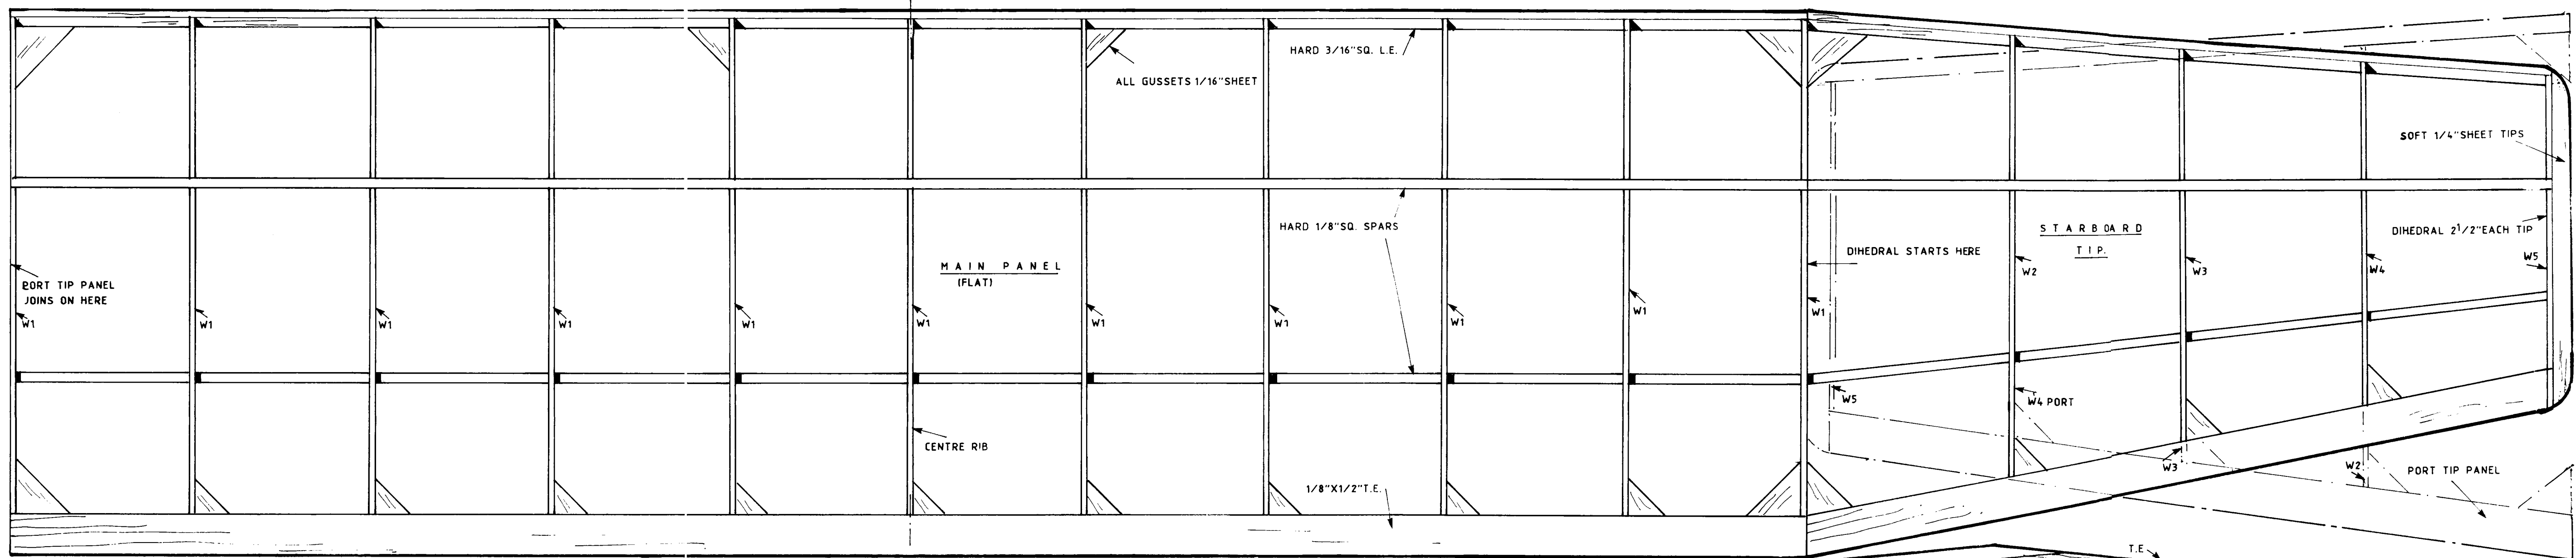 HARD 3/16"SQ. L.E.
ALL GUSSETS 1/16"SHEET
SOFT 1/4"SHEET TIPS
HARD 1/8"SQ. SPARS
STARBOARD
TIP.
DIHEDRAL 2 1/2"EACH TIP
DIHEDRAL STARTS HERE
MAIN PANEL
(FLAT)
PORT TIP PANEL
JOINS ON HERE
W1
W1
W1
W1
W1
W1
W1
W1
W1
W1
W1
W2
W3
W4
W5
W5
W4 PORT
CENTRE RIB
W3
W2
PORT TIP PANEL
1/8"X1/2"T.E.
T.E